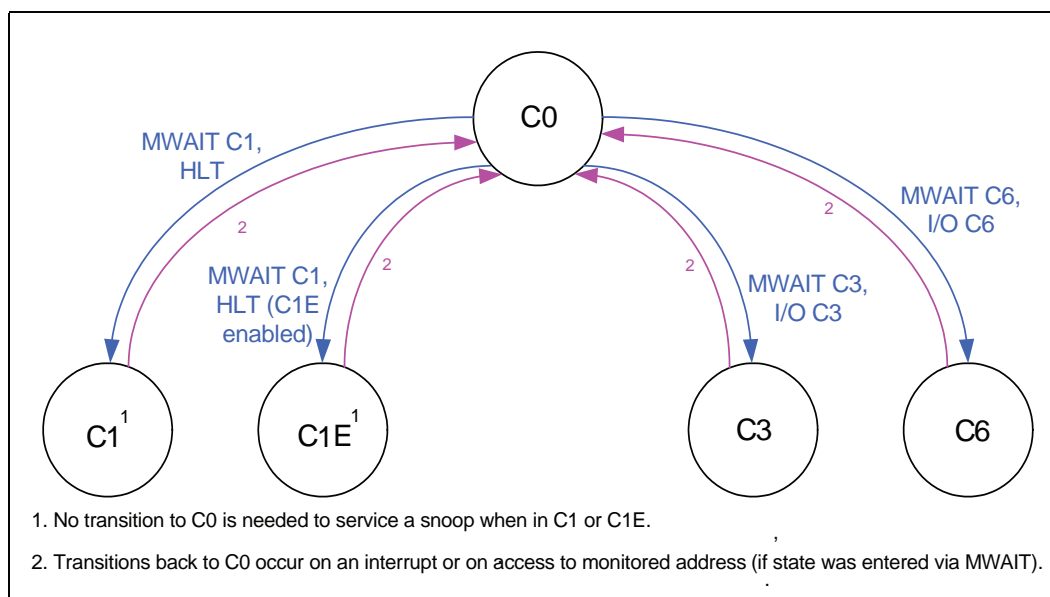 C0
MWAIT C1,
HLT
2
MWAIT C1,
HLT (C1E
enabled)
2
2
MWAIT C3,
I/O C3
2
MWAIT C6,
I/O C6
C1 1
C1E 1
C3
C6
1. No transition to C0 is needed to service a snoop when in C1 or C1E.
,
2. Transitions back to C0 occur on an interrupt or on access to monitored address (if state was entered via MWAIT).
.